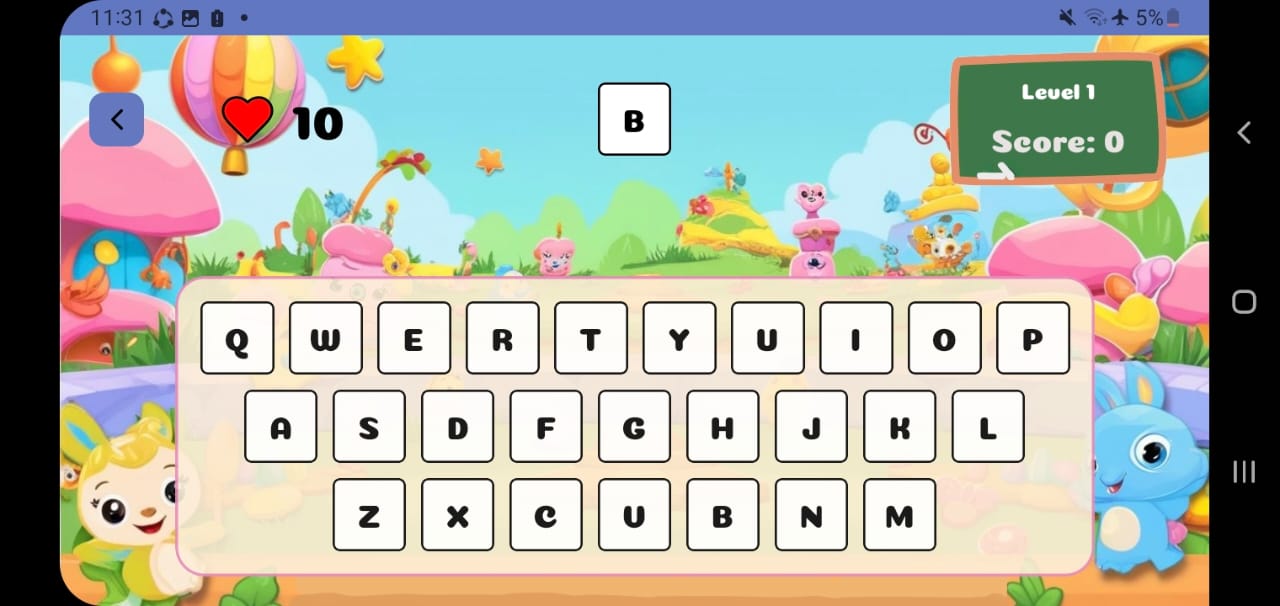 11:31
5%
10
B
Level 1
Score: 0
Q W E R T Y U I O P
A S D F G H J K L
Z X C U B N M